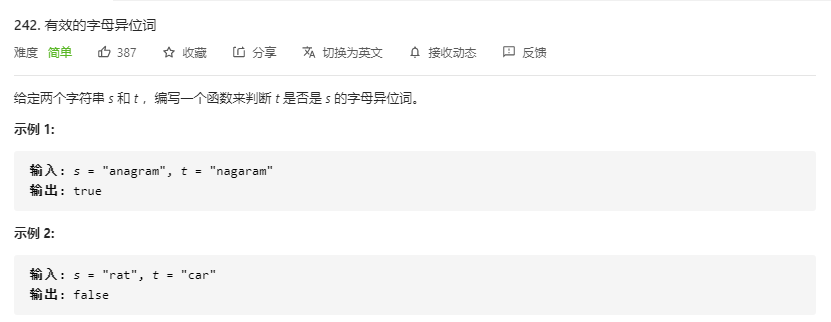 242. 有效的字母异位词
难度 简单 387 收藏 分享 切换为英文 接收动态 反馈
给定两个字符串 s 和 t ，编写一个函数来判断 t 是否是 s 的字母异位词。
示例 1:
输入: s = "anagram", t = "nagaram"
输出: true
示例 2:
输入: s = "rat", t = "car"
输出: false